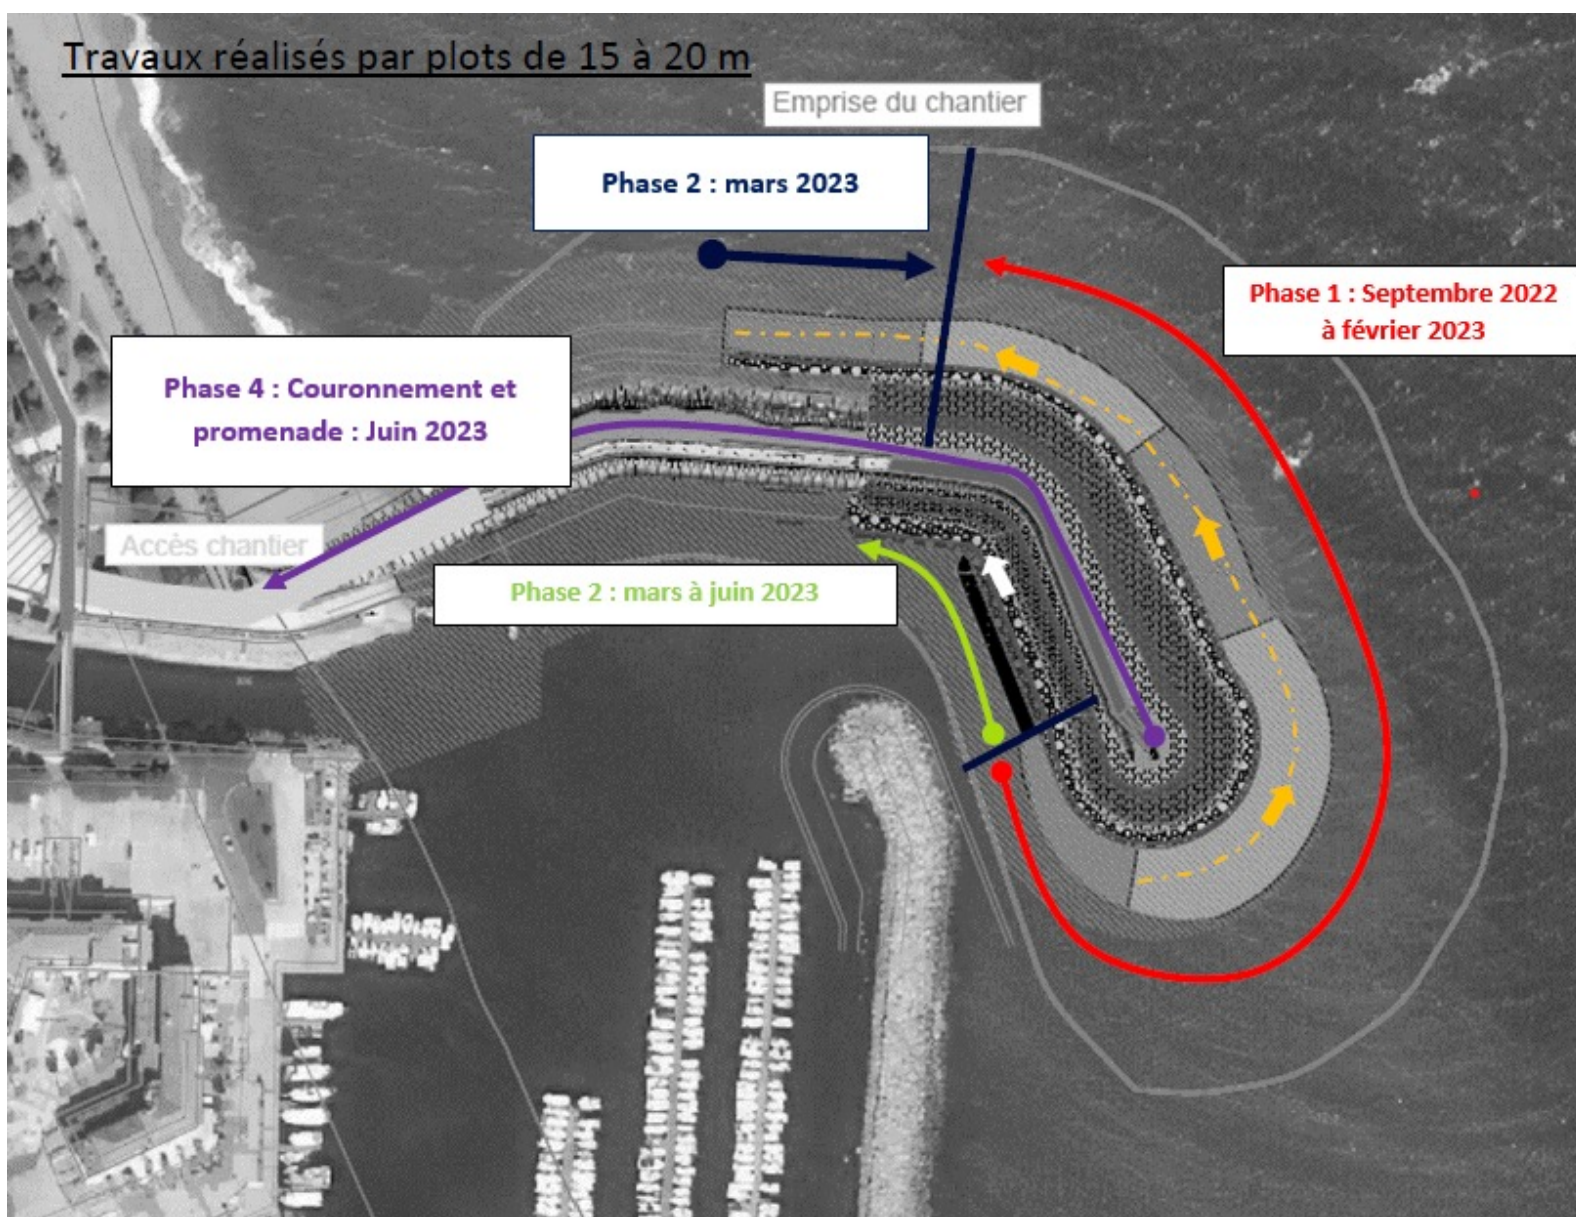 Travaux réalisés par plots de 15 à 20 m
Emprise du chantier
Phase 2 : mars 2023
Phase 1 : Septembre 2022
à février 2023
Phase 4 : Couronnement et
promenade : Juin 2023
Accès chantier
Phase 2 : mars à juin 2023